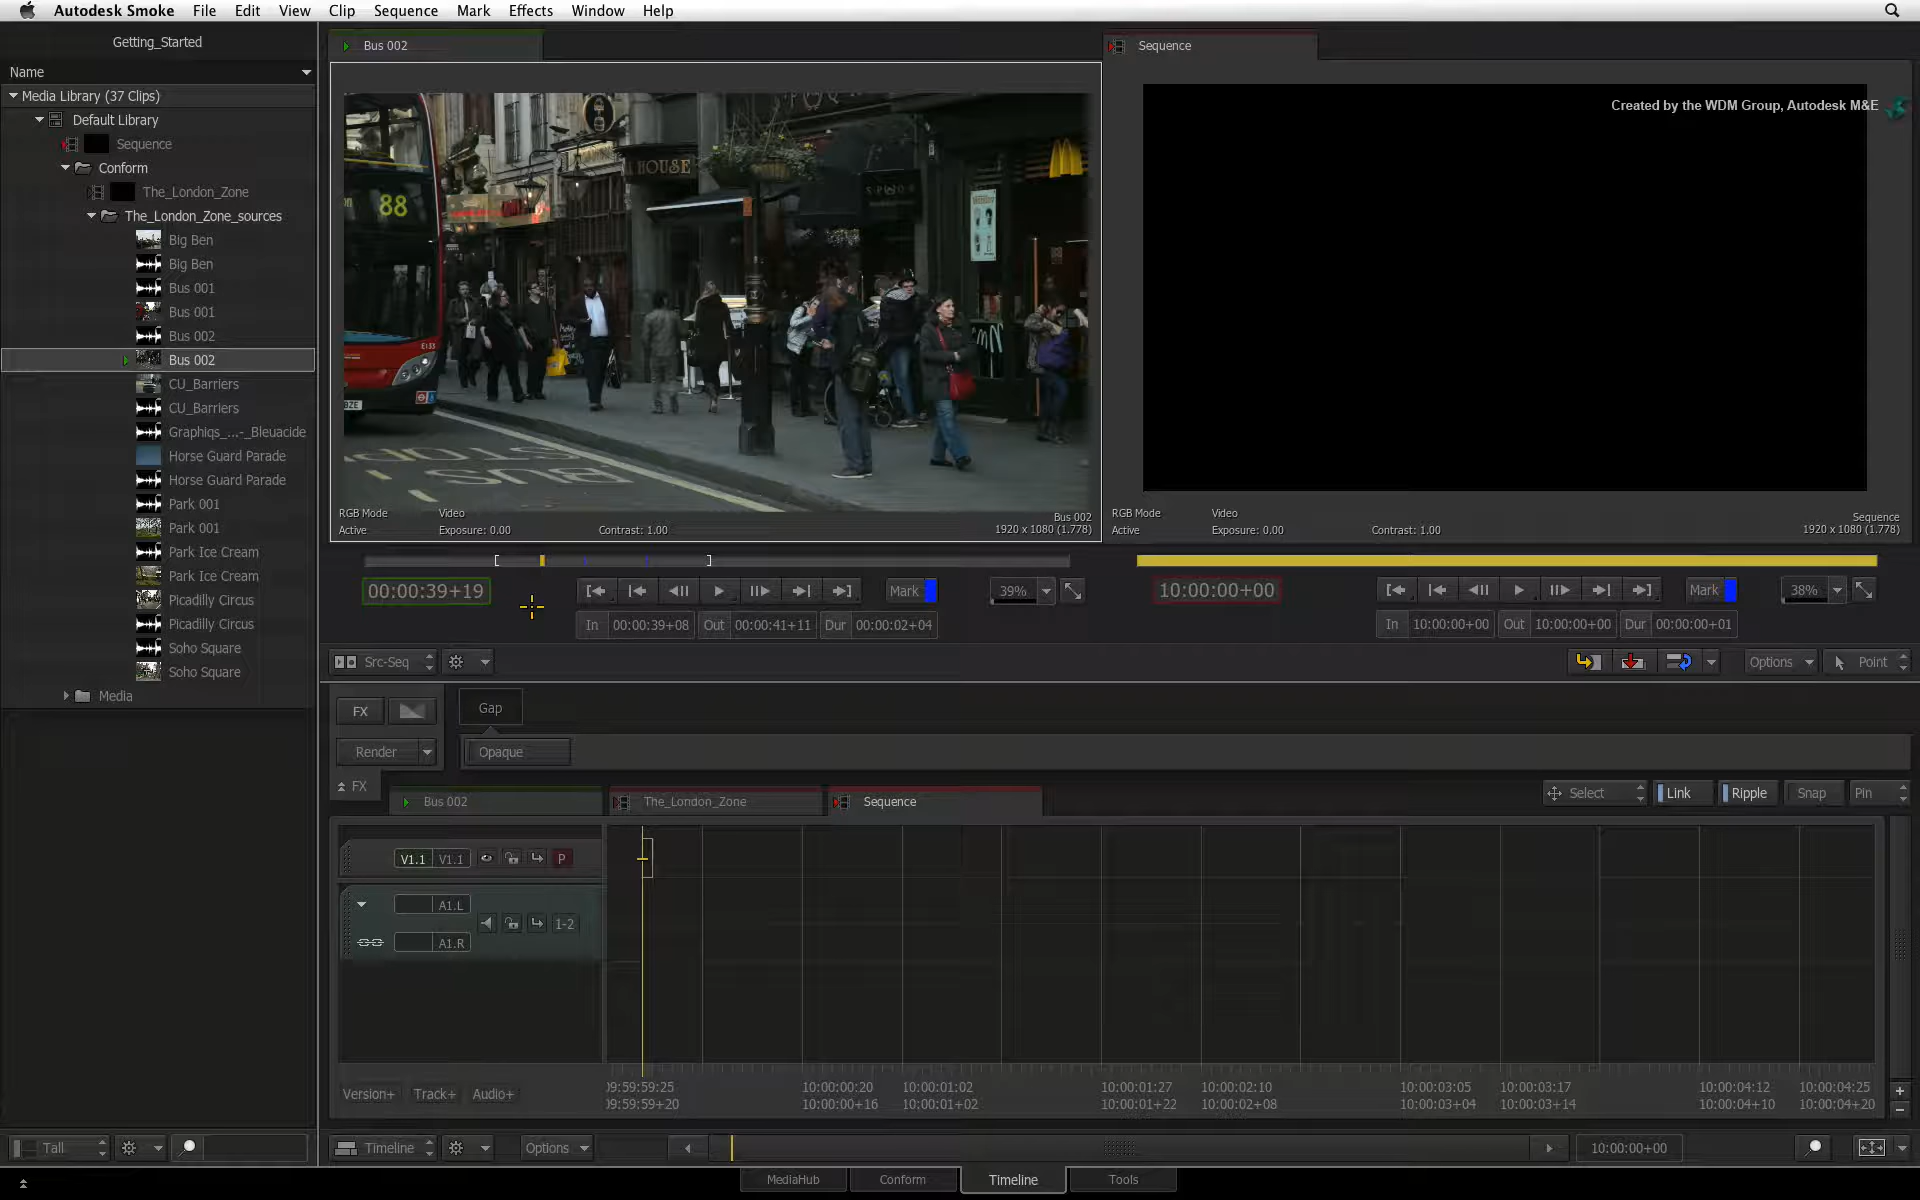 Autodesk Smoke File Edit View Clip Sequence Mark Effects Window Help
Getting_Started
Name
Media Library (37 Clips)
Default Library
Sequence
Conform
The_London_Zone
The_London_Zone_sources
Big Ben
Big Ben
Bus 001
Bus 001
Bus 002
Bus 002
CU_Barriers
CU_Barriers
Graphiqs_...-_Bleuacide
Horse Guard Parade
Horse Guard Parade
Park 001
Park 001
Park Ice Cream
Park Ice Cream
Picadilly Circus
Picadilly Circus
Soho Square
Soho Square
Media
Bus 002
88
HOUSE
RGB Mode Video Bus 002
Active Exposure: 0.00 Contrast: 1.00 1920 x 1080 (1.778)
Sequence
Created by the WDM Group, Autodesk M&E
RGB Mode Video Sequence
Active Exposure: 0.00 Contrast: 1.00 1920 x 1080 (1.778)
00:00:39+19 Mark 39%
In 00:00:39+08 Out 00:00:41+11 Dur 00:00:02+04
10:00:00+00 Mark 38%
In 10:00:00+00 Out 10:00:00+00 Dur 00:00:00+01
Src-Seq Options Point
FX Gap
Render Opaque
FX
Bus 002 The_London_Zone Sequence Select Link Ripple Snap Pin
V1.1 V1.1 P
A1.L
1-2
A1.R
Version+ Track+ Audio+
9:59:59:25 10:00:00:20 10:00:01:02 10:00:01:27 10:00:02:10 10:00:03:05 10:00:03:17 10:00:04:12 10:00:04:25
9:59:59+20 10:00:00+16 10:00:01+02 10:00:01+22 10:00:02+08 10:00:03+04 10:00:03+14 10:00:04+10 10:00:04+20
Tall Timeline Options 10:00:00+00
MediaHub Conform Timeline Tools